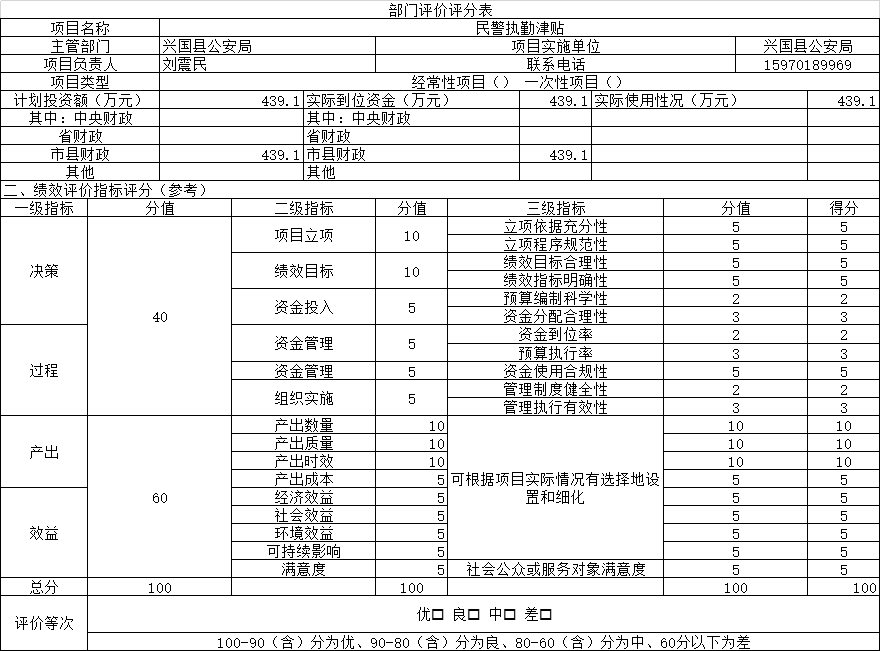 部门评价评分表
项目名称 民警执勤津贴
主管部门 兴国县公安局 项目实施单位 兴国县公安局
项目负责人 刘震民 联系电话 15970189969
项目类型 经常性项目（） 一次性项目（）
计划投资额（万元） 439.1 实际到位资金（万元） 439.1 实际使用性况（万元） 439.1
其中：中央财政 其中：中央财政
省财政 省财政
市县财政 439.1 市县财政 439.1
其他 其他
二、绩效评价指标评分（参考）
一级指标 分值 二级指标 分值 三级指标 分值 得分
决策 40 项目立项 10 立项依据充分性 5 5
立项程序规范性 5 5
绩效目标 10 绩效目标合理性 5 5
绩效指标明确性 5 5
资金投入 5 预算编制科学性 2 2
资金分配合理性 3 3
过程 资金管理 5 资金到位率 2 2
预算执行率 3 3
资金管理 5 资金使用合规性 5 5
组织实施 5 管理制度健全性 2 2
管理执行有效性 3 3
产出 60 产出数量 10 可根据项目实际情况有选择地设置和细化 10 10
产出质量 10 10 10
产出时效 10 10 10
产出成本 5 5 5
效益 经济效益 5 5 5
社会效益 5 5 5
环境效益 5 5 5
可持续影响 5 5 5
满意度 5 社会公众或服务对象满意度 5 5
总分 100 100 100 100
评价等次 优□ 良□ 中□ 差□
100-90（含）分为优、90-80（含）分为良、80-60（含）分为中、60分以下为差